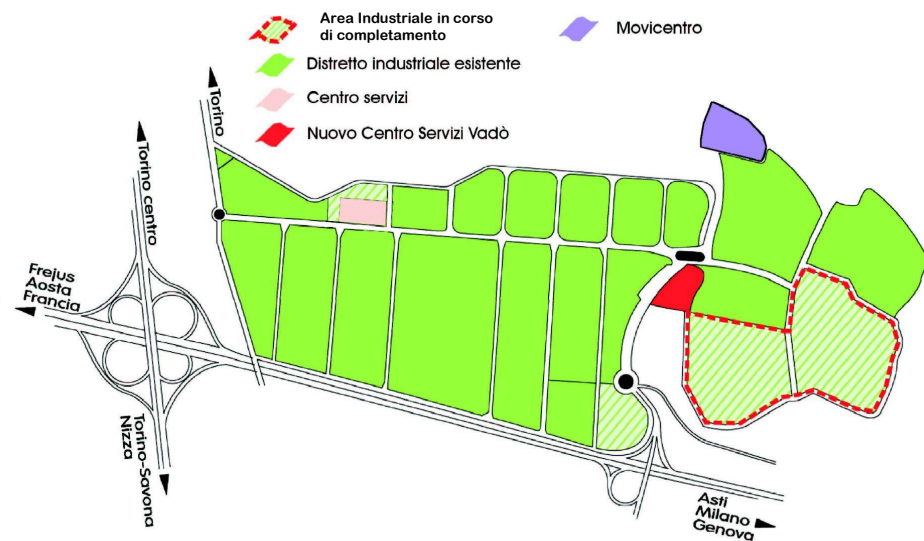 Area Industriale in corso
di completamento
Movicentro
Distretto industriale esistente
Centro servizi
Nuovo Centro Servizi Vadò
Torino
Torino centro
Frejus
Aosta
Francia
Torino-Savona
Nizza
Asti
Milano
Genova